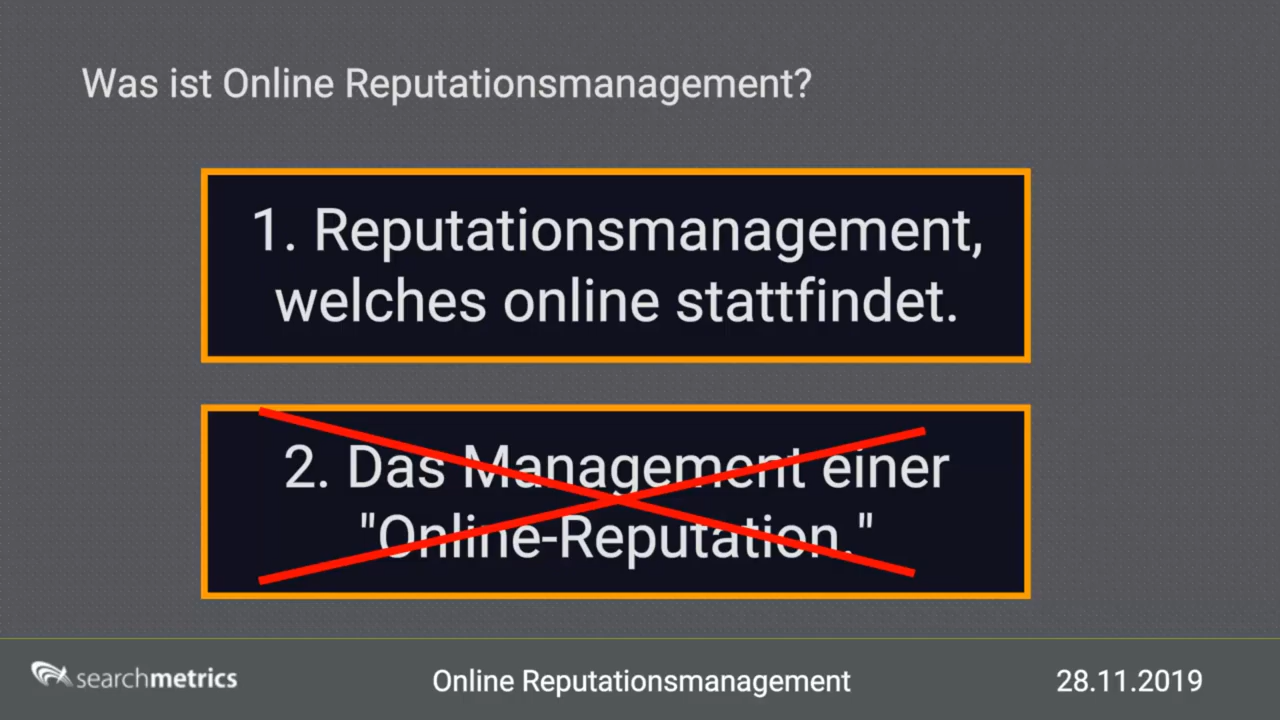 Was ist Online Reputationsmanagement?
1. Reputationsmanagement,
welches online stattfindet.
2. Das Management einer
"Online-Reputation."
searchmetrics
Online Reputationsmanagement
28.11.2019